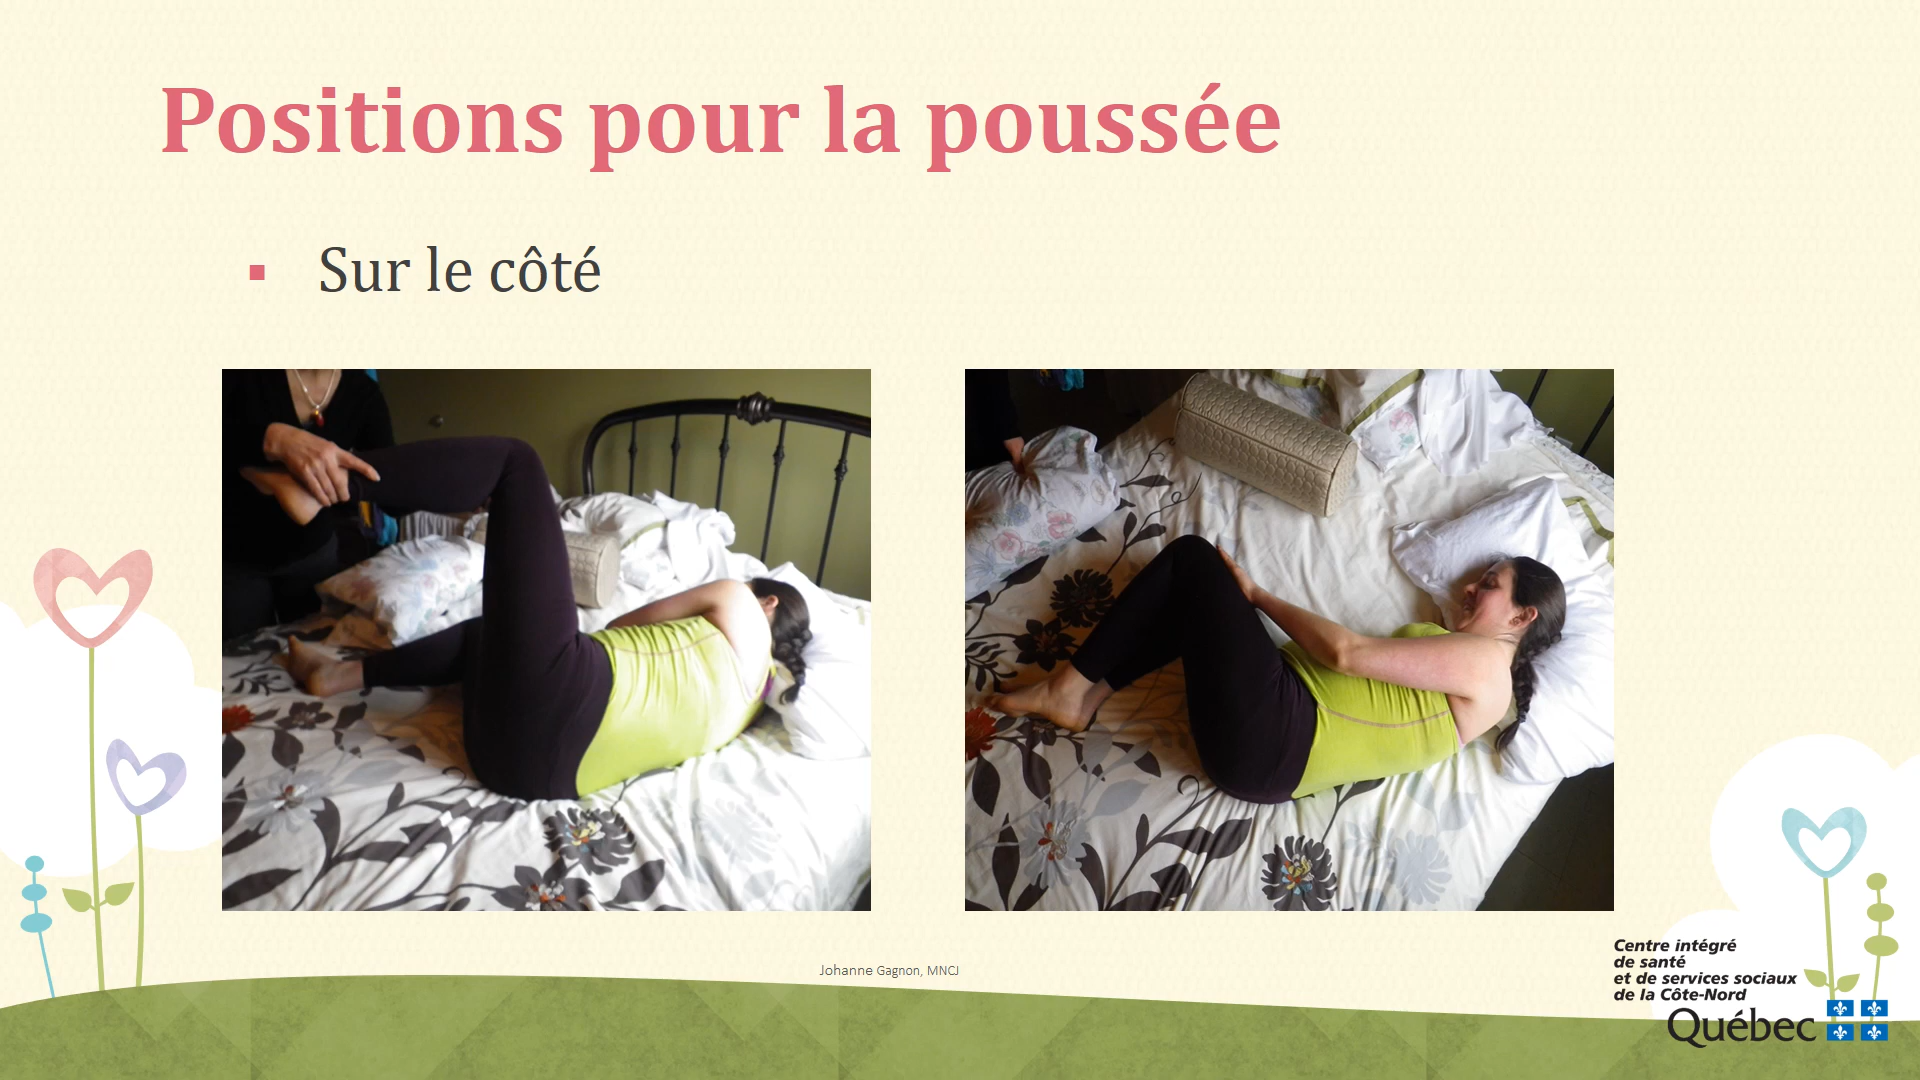 Positions pour la poussée
▪ Sur le côté
Johanne Gagnon, MNCJ
Centre intégré
de santé
et de services sociaux
de la Côte-Nord
Québec